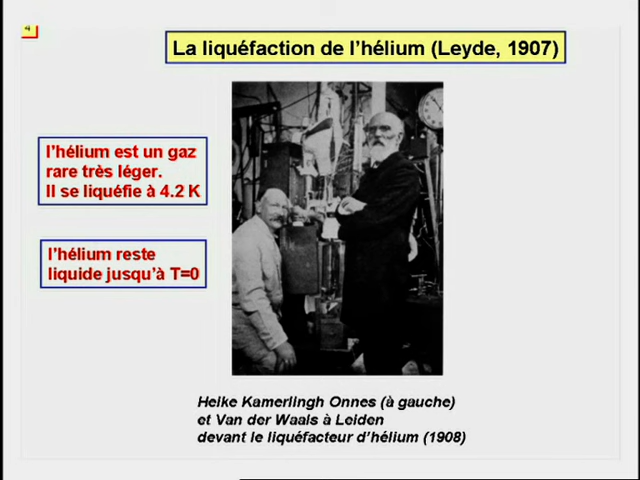 4
La liquéfaction de l'hélium (Leyde, 1907)
l'hélium est un gaz
rare très léger.
Il se liquéfie à 4.2 K
l'hélium reste
liquide jusqu'à T=0
Heike Kamerlingh Onnes (à gauche)
et Van der Waals à Leiden
devant le liquéfacteur d'hélium (1908)